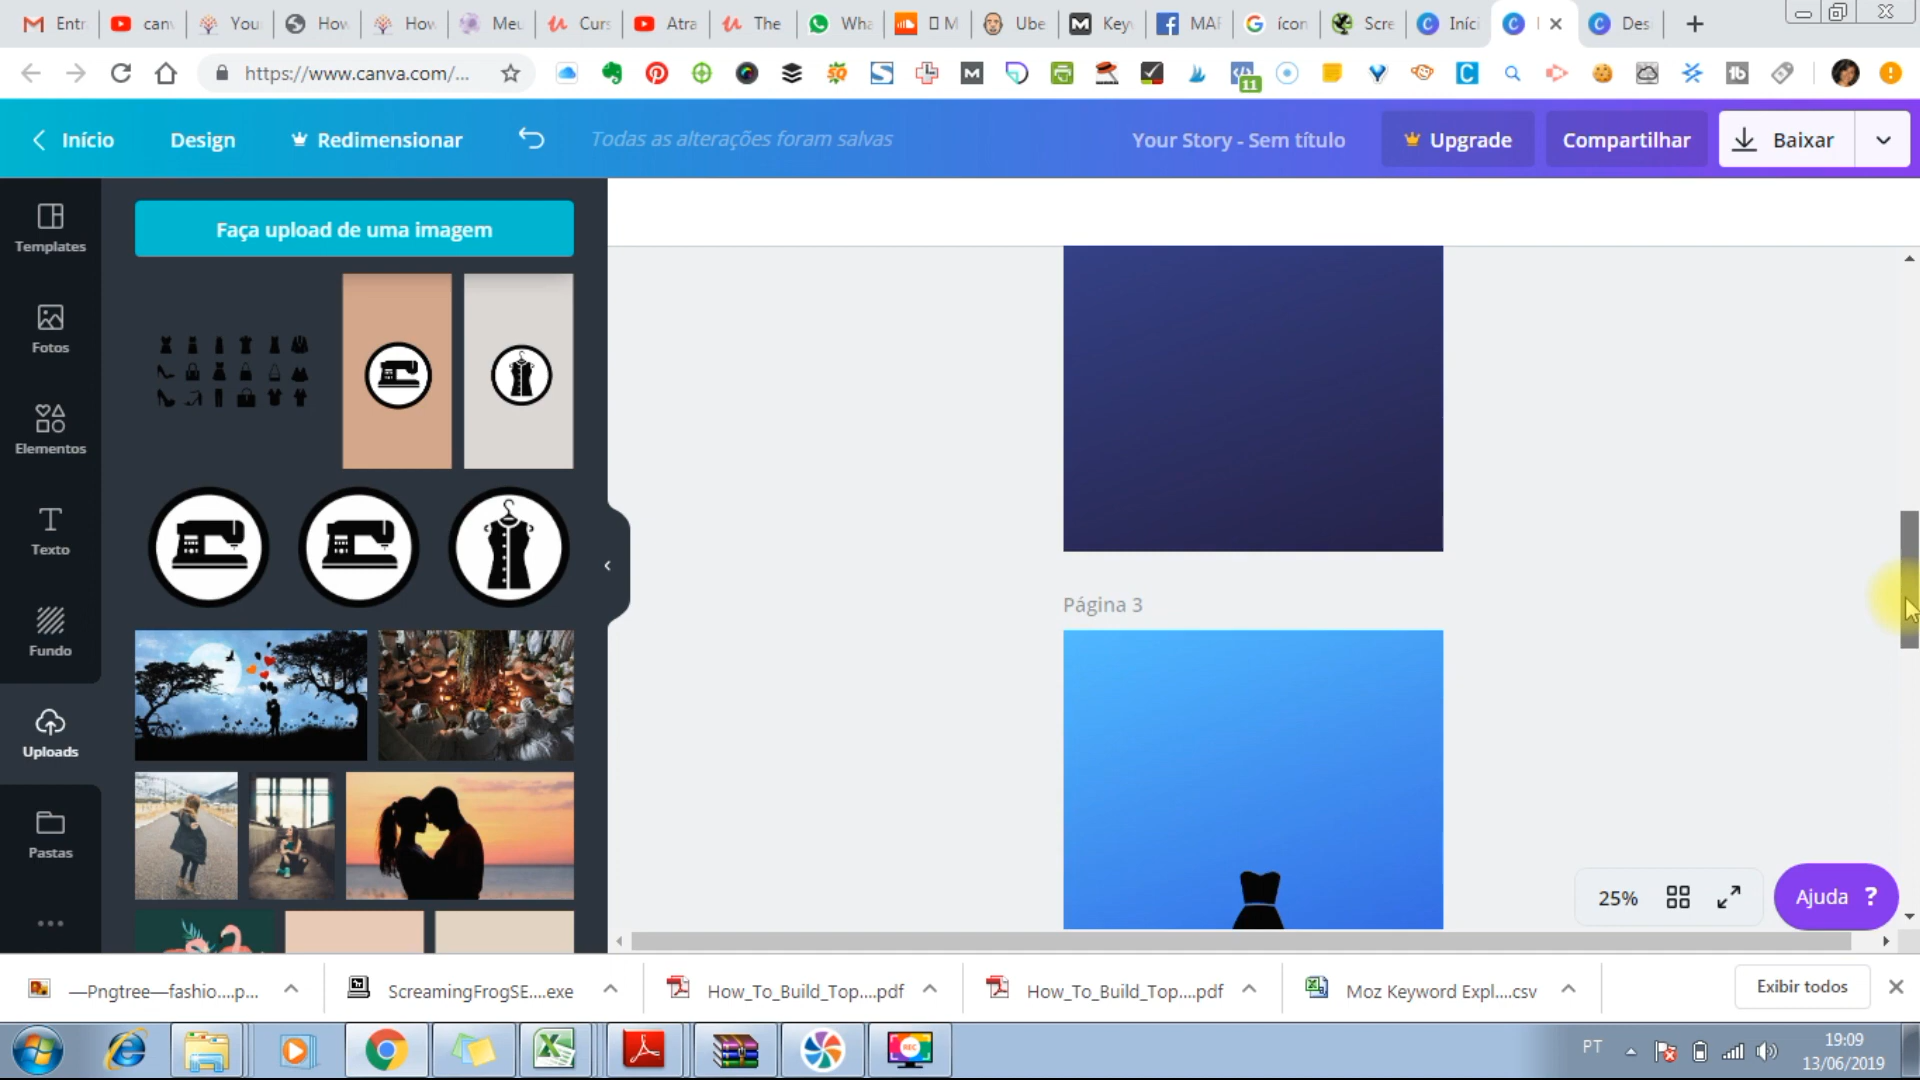 Entr
can
You
How
How
Meu
Curs
Atra
The
Wha
M
Ube
Key
MAR
ícon
Scre
Iníci
Des
https://www.canva.com/...
11
Início
Design
Redimensionar
Todas as alterações foram salvas
Your Story - Sem título
Upgrade
Compartilhar
Baixar
Templates
Fotos
Elementos
Texto
Fundo
Uploads
Pastas
Faça upload de uma imagem
Página 3
25%
Ajuda ?
—Pngtree—fashio....p...
ScreamingFrogSE....exe
How_To_Build_Top....pdf
How_To_Build_Top....pdf
Moz Keyword Expl....csv
Exibir todos
REC
PT
19:09
13/06/2019